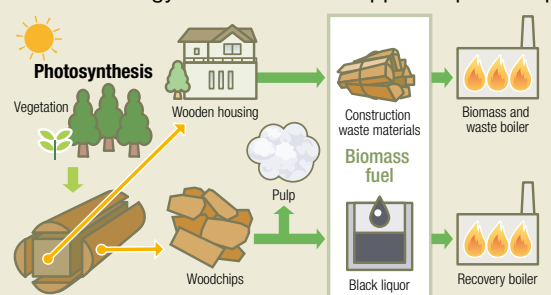 Photosynthesis
Vegetation
Wooden housing
Construction
waste materials
Biomass and
waste boiler
Biomass
fuel
Pulp
Woodchips
Black liquor
Recovery boiler